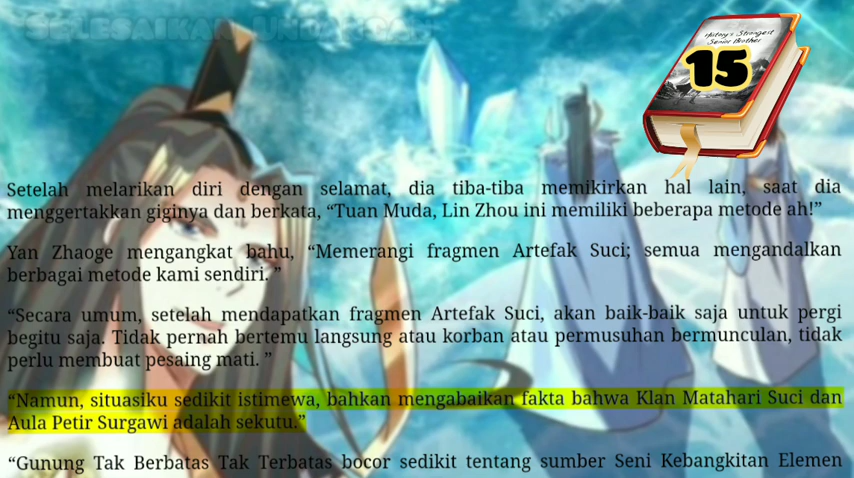 SELESAIKAN
History's Strongest
Senior Brother
15
Setelah melarikan diri dengan selamat, dia tiba-tiba memikirkan hal lain, saat dia
menggertakkan giginya dan berkata, “Tuan Muda, Lin Zhou ini memiliki beberapa metode ah!”
Yan Zhaoge mengangkat bahu, “Memerangi fragmen Artefak Suci; semua mengandalkan
berbagai metode kami sendiri. ”
“Secara umum, setelah mendapatkan fragmen Artefak Suci, akan baik-baik saja untuk pergi
begitu saja. Tidak pernah bertemu langsung atau korban atau permusuhan bermunculan, tidak
perlu membuat pesaing mati. ”
“Namun, situasiku sedikit istimewa, bahkan mengabaikan fakta bahwa Klan Matahari Suci dan
Aula Petir Surgawi adalah sekutu.”
“Gunung Tak Berbatas Tak Terbatas bocor sedikit tentang sumber Seni Kebangkitan Elemen